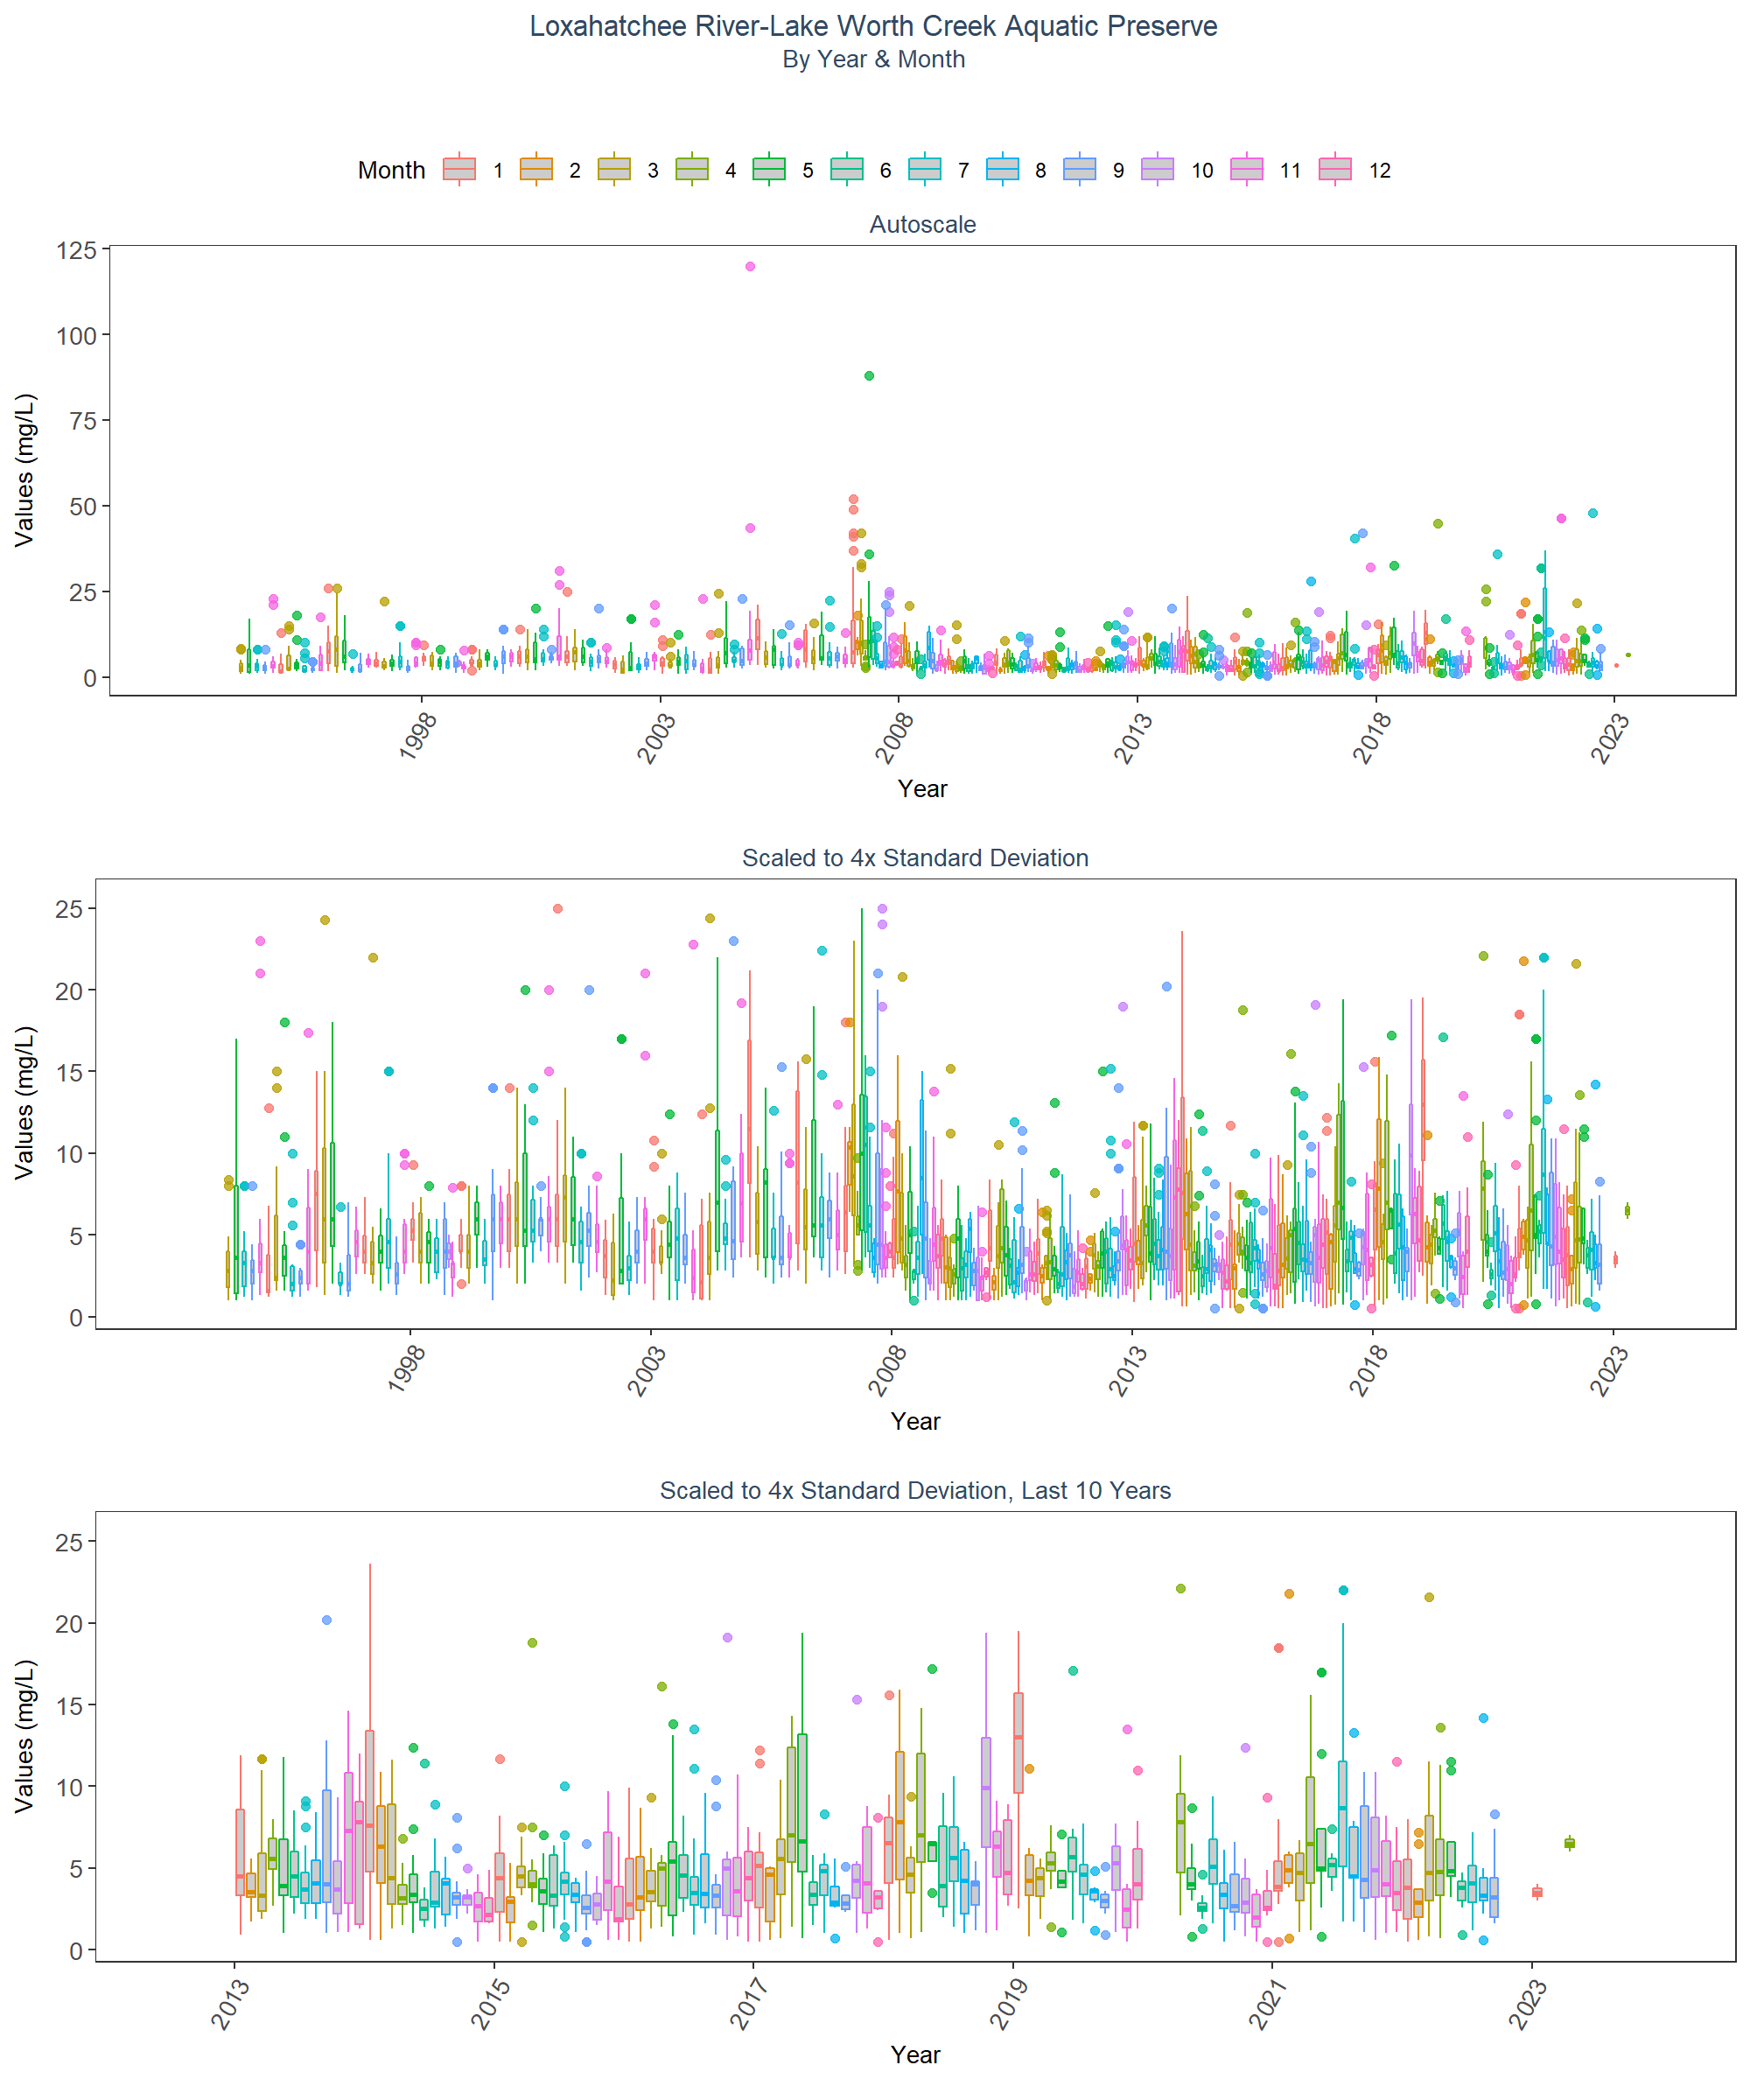 Loxahatchee River-Lake Worth Creek Aquatic Preserve
By Year & Month
Month 1 2 3 4 5 6 7 8 9 10 11 12
Autoscale
125
100
75
50
25
0
Values (mg/L)
1998 2003 2008 2013 2018 2023
Year
Scaled to 4x Standard Deviation
25
20
15
10
5
0
Values (mg/L)
1998 2003 2008 2013 2018 2023
Year
Scaled to 4x Standard Deviation, Last 10 Years
25
20
15
10
5
0
Values (mg/L)
2013 2015 2017 2019 2021 2023
Year